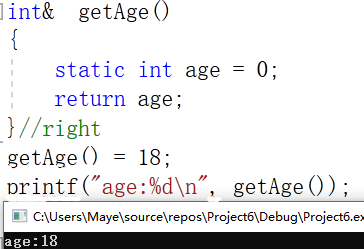 int& getAge()
{
static int age = 0;
return age;
}//right
getAge() = 18;
printf("age:%d\n", getAge());
C:\Users\Maye\source\repos\Project6\Debug\Project6.exe
age:18